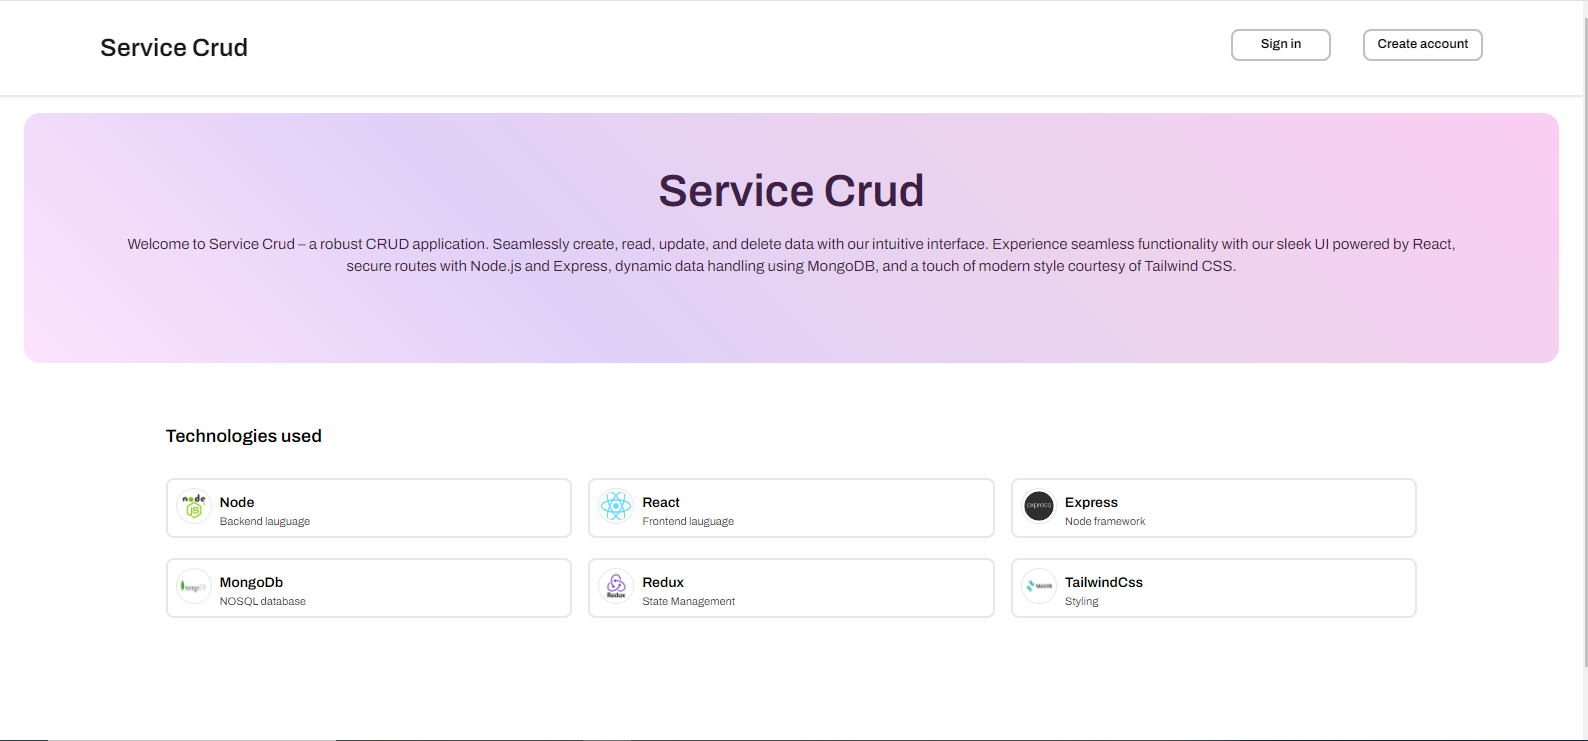 Service Crud
Sign in
Create account
Service Crud
Welcome to Service Crud – a robust CRUD application. Seamlessly create, read, update, and delete data with our intuitive interface. Experience seamless functionality with our sleek UI powered by React,
secure routes with Node.js and Express, dynamic data handling using MongoDB, and a touch of modern style courtesy of Tailwind CSS.
Technologies used
node
JS
Node
Backend lauguage
React
Frontend lauguage
express
Express
Node framework
MongoDb
NOSQL database
Redux
Redux
State Management
TailwindCss
Styling